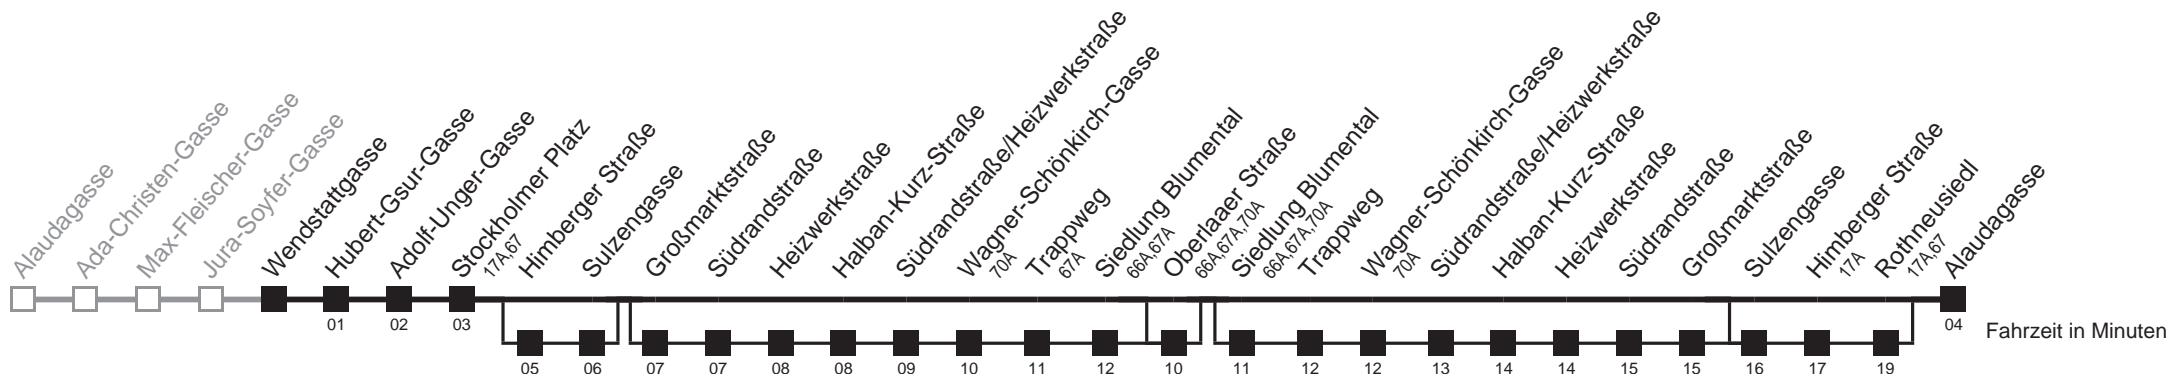 Alaudagasse
Ada-Christen-Gasse
Max-Fleischer-Gasse
Jura-Soyfer-Gasse
Wendstattgasse
Hubert-Gsur-Gasse
Adolf-Unger-Gasse
Stockholmer Platz
17A,67
Himberger Straße
Sulzengasse
Großmarktstraße
Südrandstraße
Heizwerkstraße
Halban-Kurz-Straße
Südrandstraße/Heizwerkstraße
Wagner-Schönkirch-Gasse
70A
Trappweg
67A
Siedlung Blumental
66A,67A
Oberlaaer Straße
66A,67A,70A
Siedlung Blumental
66A,67A,70A
Trappweg
Wagner-Schönkirch-Gasse
70A
Südrandstraße/Heizwerkstraße
Halban-Kurz-Straße
Heizwerkstraße
Südrandstraße
Großmarktstraße
Sulzengasse
Himberger Straße
17A
Rothneusiedl
17A,67
Alaudagasse
01 02 03 04
Fahrzeit in Minuten
05 06 07 07 08 08 09 10 11 12 10 11 12 12 13 14 14 15 15 16 17 19